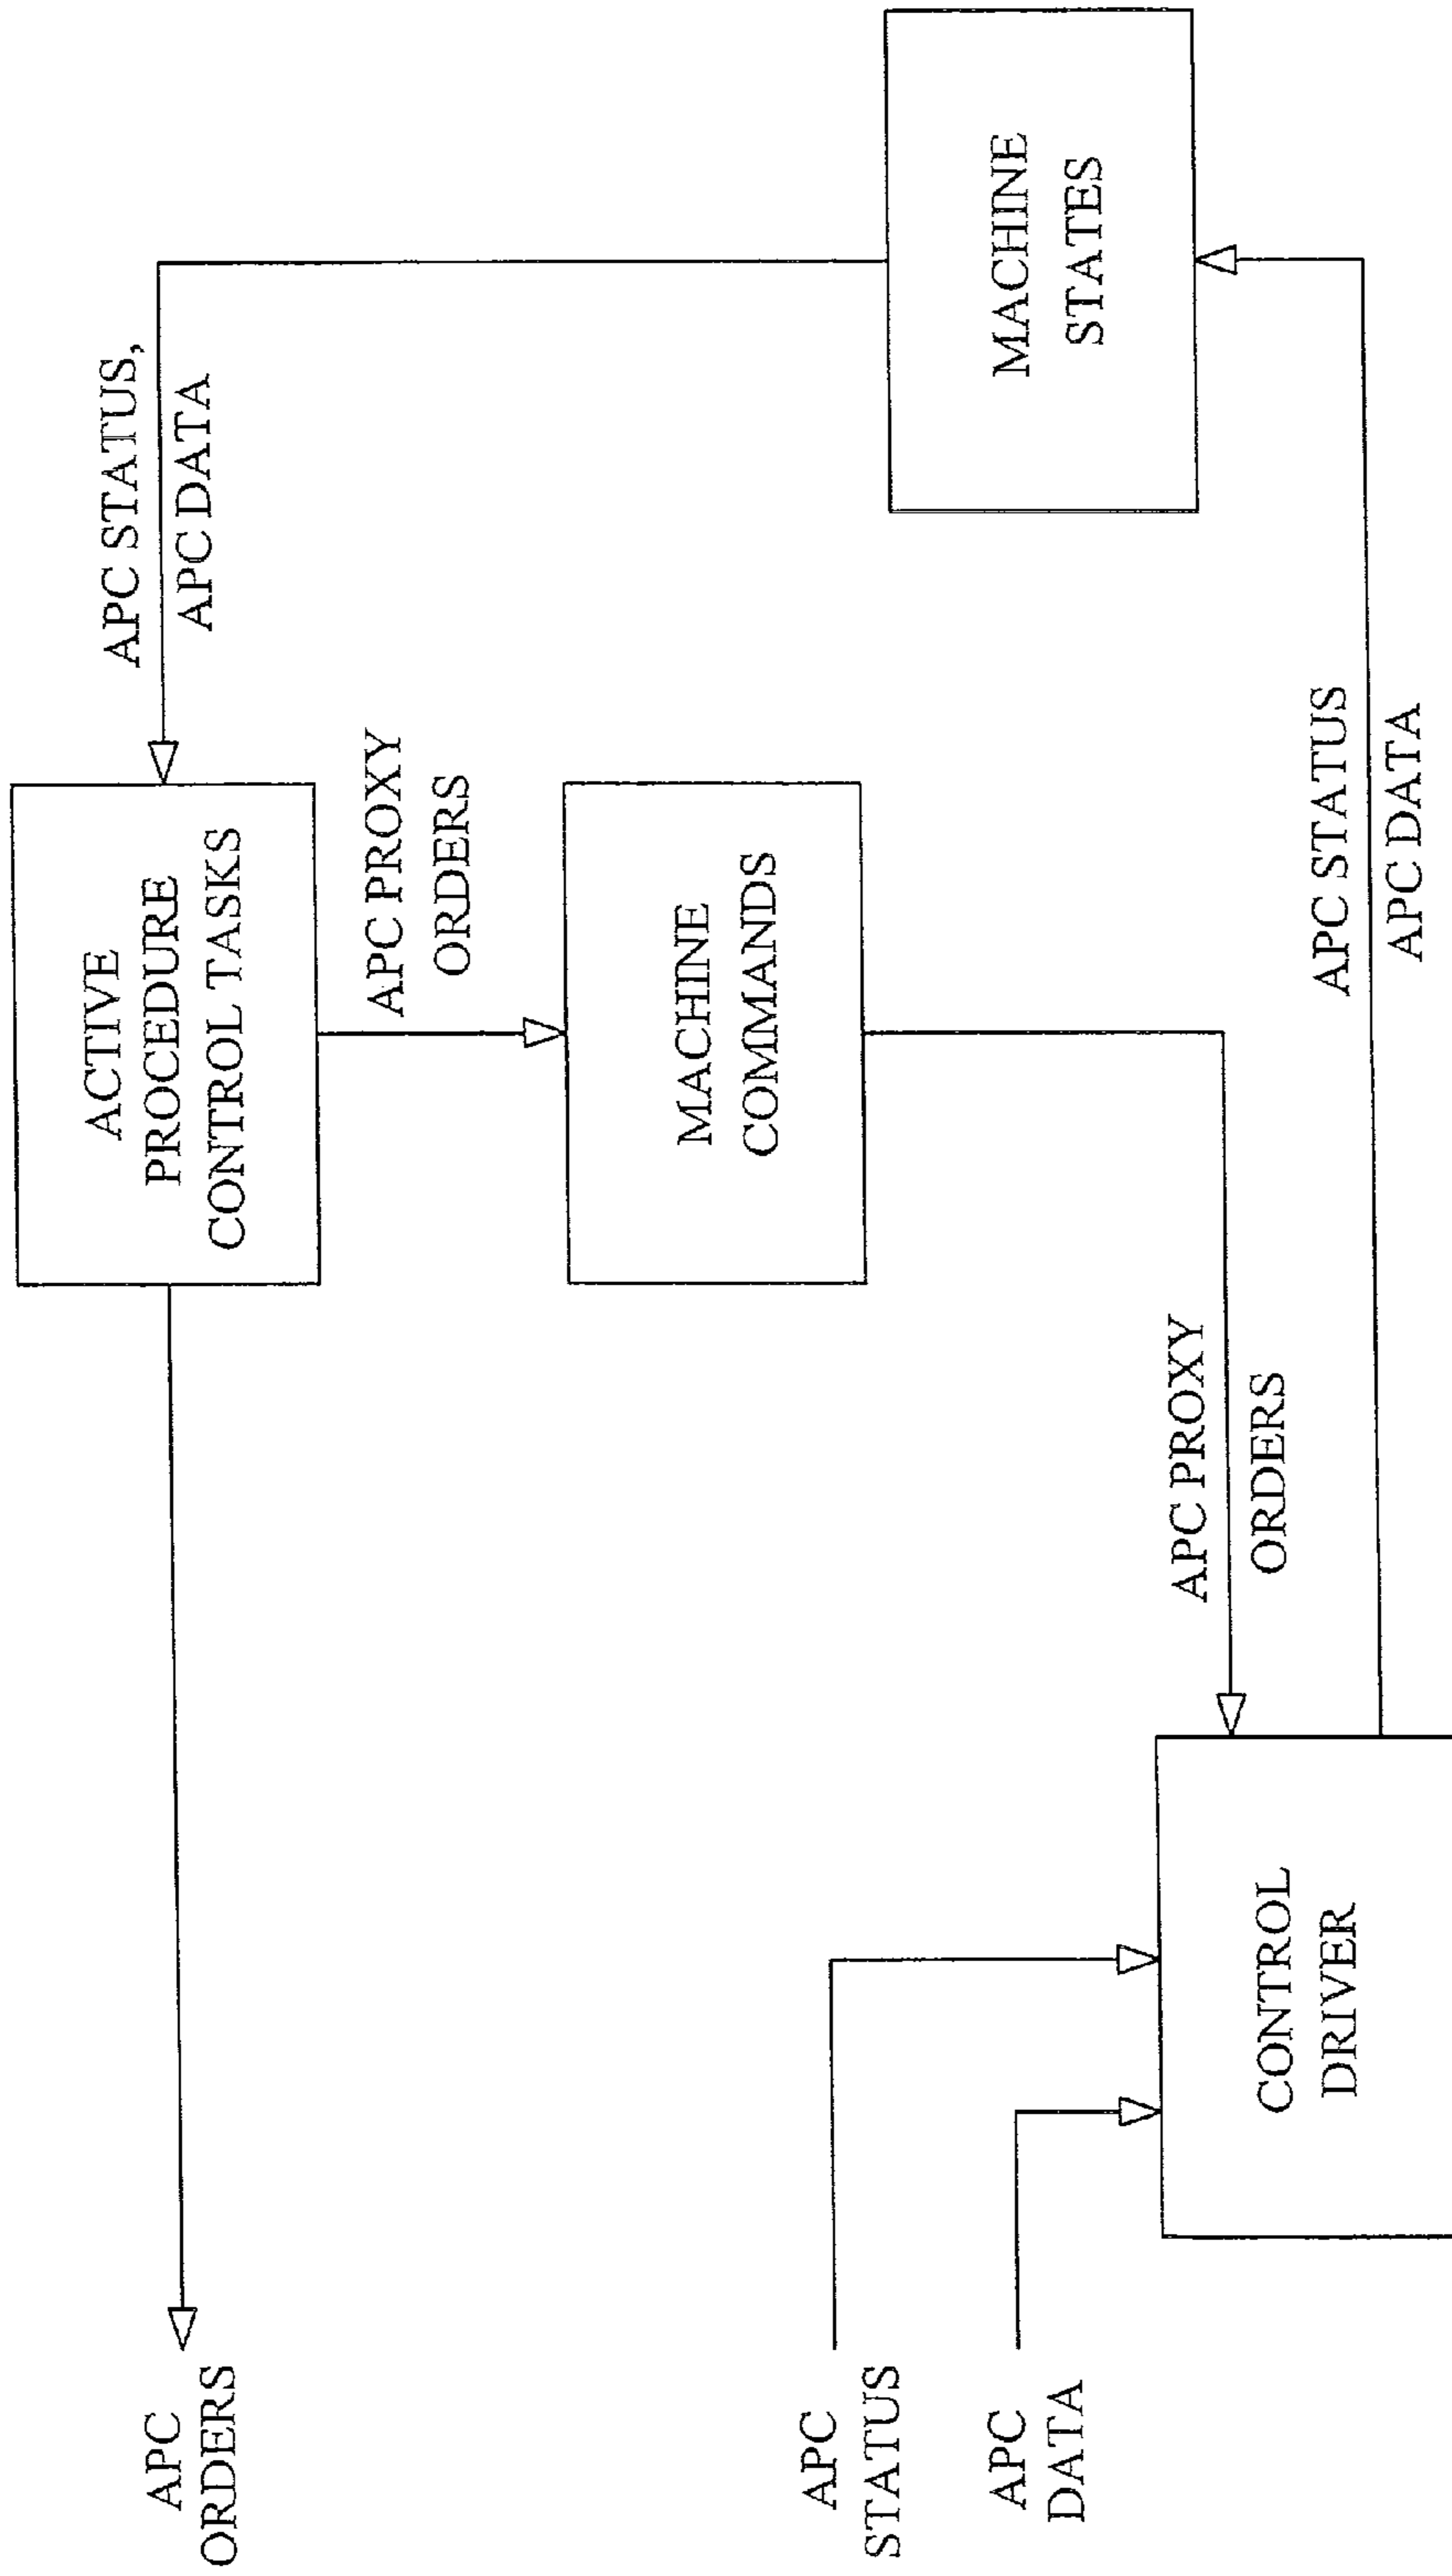 APC
ORDERS
ACTIVE
PROCEDURE
CONTROL TASKS
APC STATUS,
APC DATA
APC PROXY
ORDERS
MACHINE
COMMANDS
MACHINE
STATES
APC
STATUS
APC
DATA
APC PROXY
ORDERS
CONTROL
DRIVER
APC STATUS
APC DATA